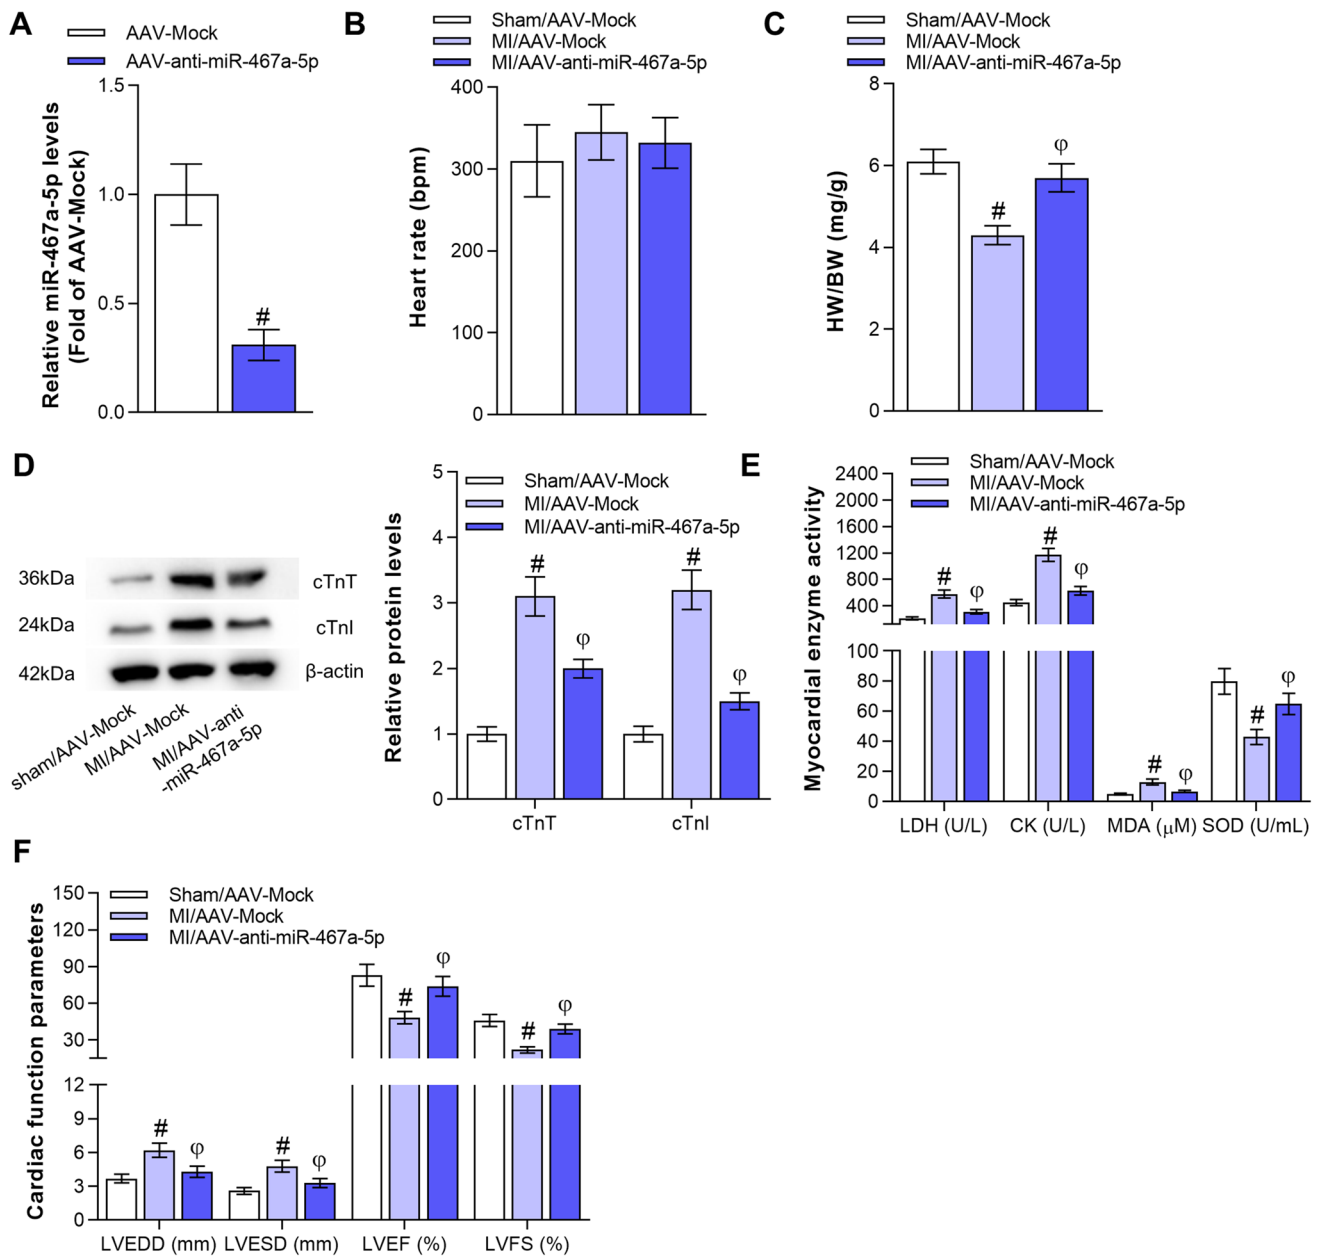 A
AAV-Mock
AAV-anti-miR-467a-5p
Relative miR-467a-5p levels
(Fold of AAV-Mock)
1.5
1.0
0.5
0.0
#
B
Sham/AAV-Mock
MI/AAV-Mock
MI/AAV-anti-miR-467a-5p
Heart rate (bpm)
400
300
200
100
0
C
Sham/AAV-Mock
MI/AAV-Mock
MI/AAV-anti-miR-467a-5p
HW/BW (mg/g)
8
6
4
2
0
#
φ
D
36kDa
cTnT
24kDa
cTnI
42kDa
β-actin
sham/AAV-Mock
MI/AAV-Mock
MI/AAV-anti
-miR-467a-5p
Relative protein levels
5
4
3
2
1
0
Sham/AAV-Mock
MI/AAV-Mock
MI/AAV-anti-miR-467a-5p
#
φ
#
φ
cTnT
cTnI
E
Sham/AAV-Mock
MI/AAV-Mock
MI/AAV-anti-miR-467a-5p
Myocardial enzyme activity
2400
2000
1600
1200
800
400
100
80
60
40
20
0
#
φ
#
φ
#
φ
#
φ
LDH (U/L)
CK (U/L)
MDA (μM)
SOD (U/mL)
F
Sham/AAV-Mock
MI/AAV-Mock
MI/AAV-anti-miR-467a-5p
Cardiac function parameters
150
120
90
60
30
12
9
6
3
0
#
φ
#
φ
#
φ
#
φ
LVEDD (mm)
LVESD (mm)
LVEF (%)
LVFS (%)